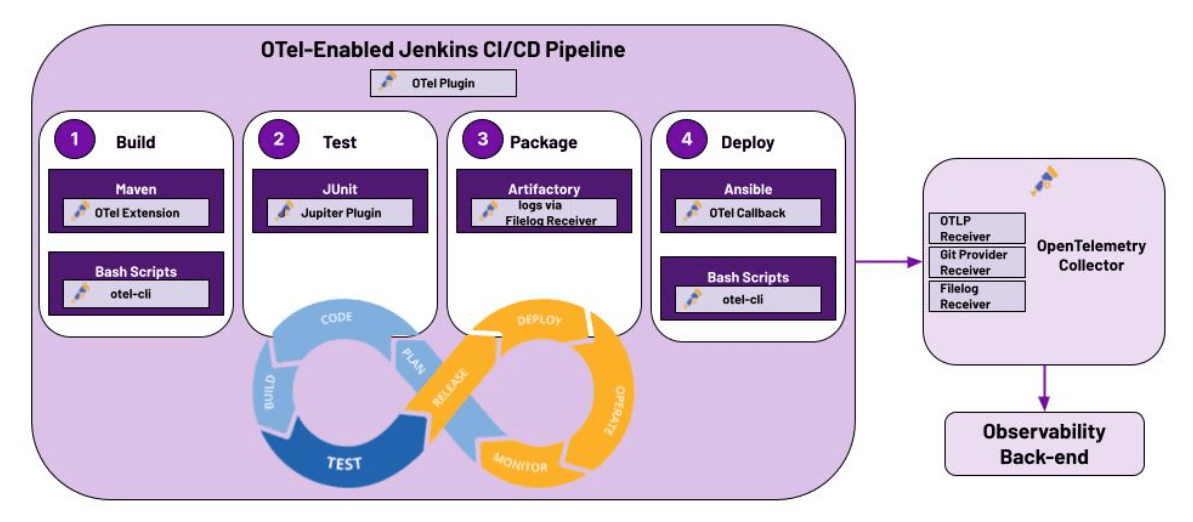 OTel-Enabled Jenkins CI/CD Pipeline
OTel Plugin
1
Build
Maven
OTel Extension
Bash Scripts
otel-cli
2
Test
JUnit
Jupiter Plugin
3
Package
Artifactory
logs via
Filelog Receiver
4
Deploy
Ansible
OTel Callback
Bash Scripts
otel-cli
CODE
PLAN
BUILD
TEST
RELEASE
DEPLOY
OPERATE
MONITOR
OTLP
Receiver
Git Provider
Receiver
Filelog
Receiver
OpenTelemetry
Collector
Observability
Back-end